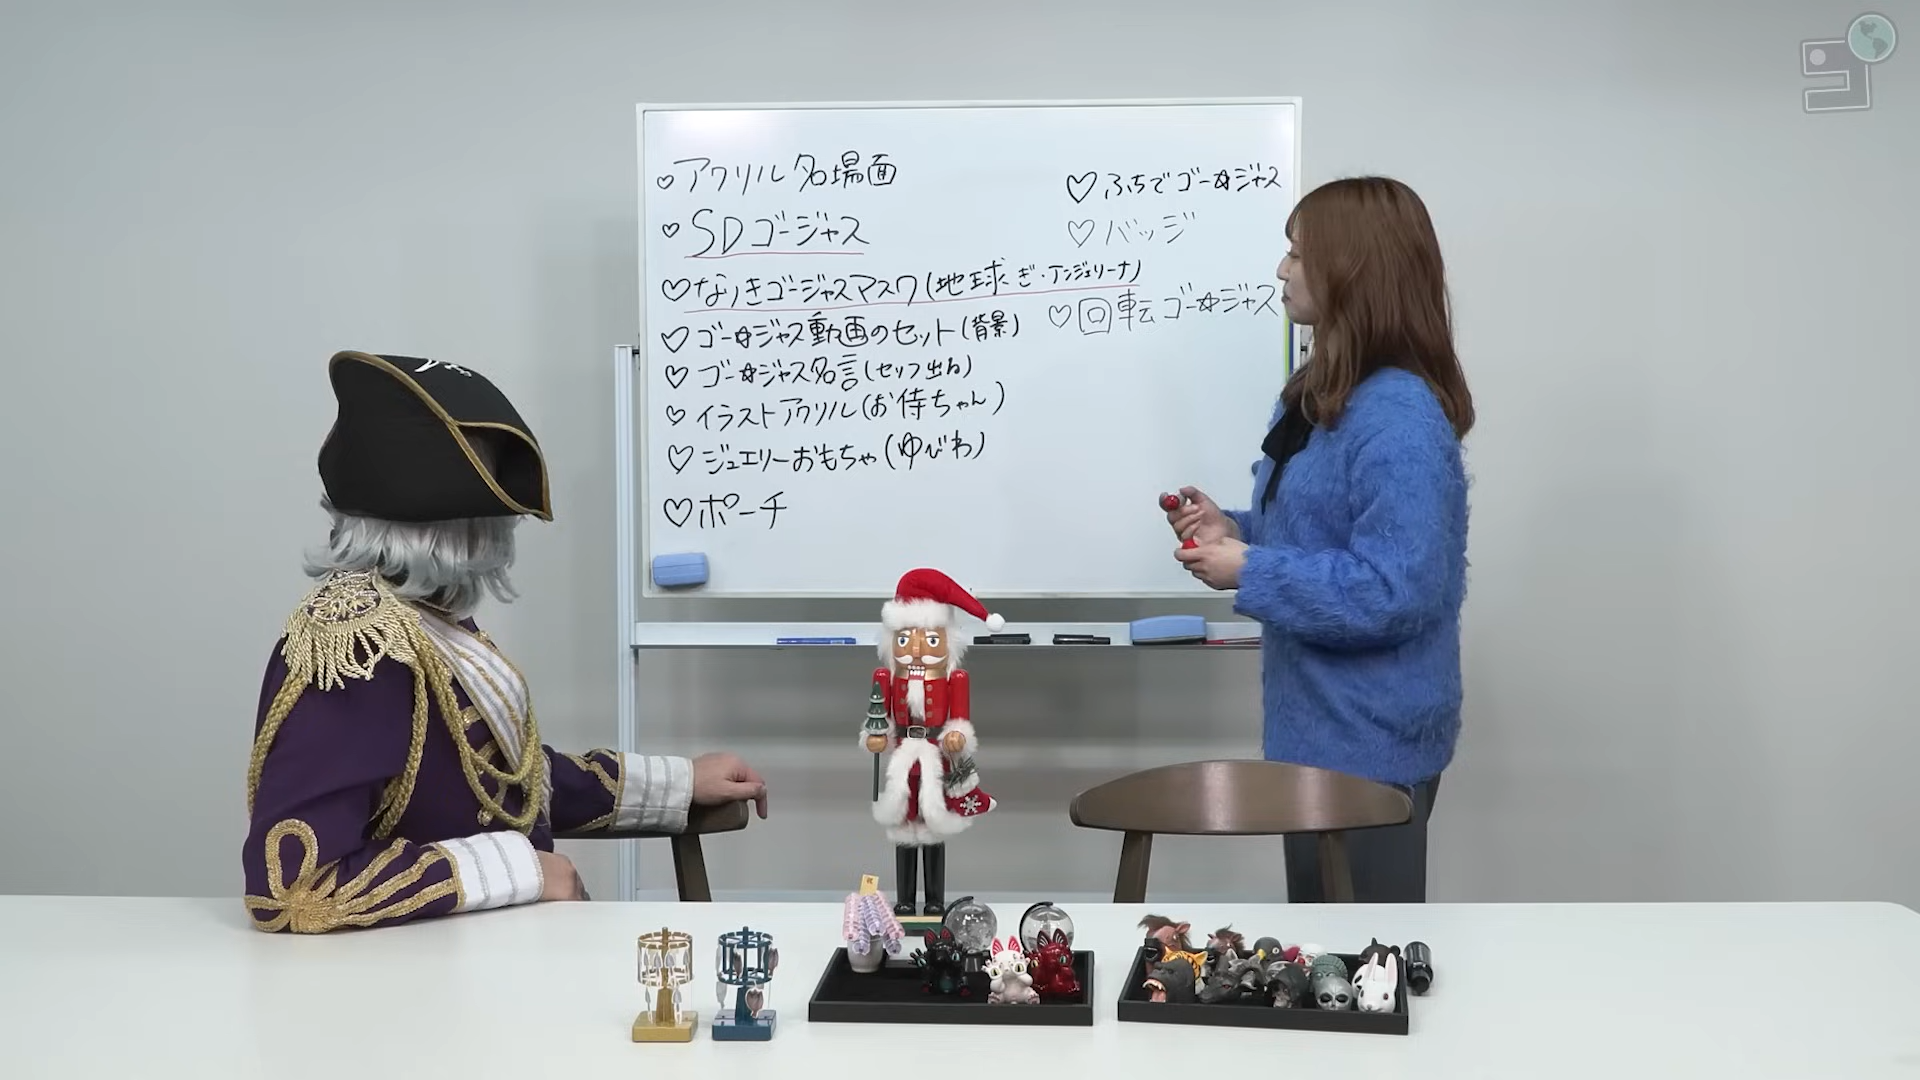 ♡アクリル名場面
♡SDゴージャス
♡なりきゴージャスマスク(地球ぎ・アンジェリーナ)
♡ゴー☆ジャス動画のセット(背景)
♡ゴー☆ジャス名言(セリフ出る)
♡イラストアクリル(お侍ちゃん)
♡ジュエリーおもちゃ(ゆびわ)
♡ポーチ
♡ふちでゴー☆ジャス
♡バッジ
♡回転ゴー☆ジャス